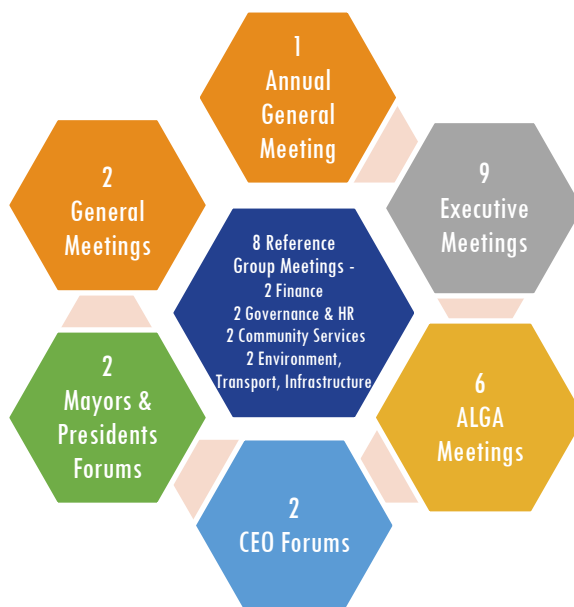 1
Annual
General
Meeting
2
General
Meetings
9
Executive
Meetings
8 Reference
Group Meetings -
2 Finance
2 Governance & HR
2 Community Services
2 Environment,
Transport, Infrastructure
2
Mayors &
Presidents
Forums
6
ALGA
Meetings
2
CEO Forums